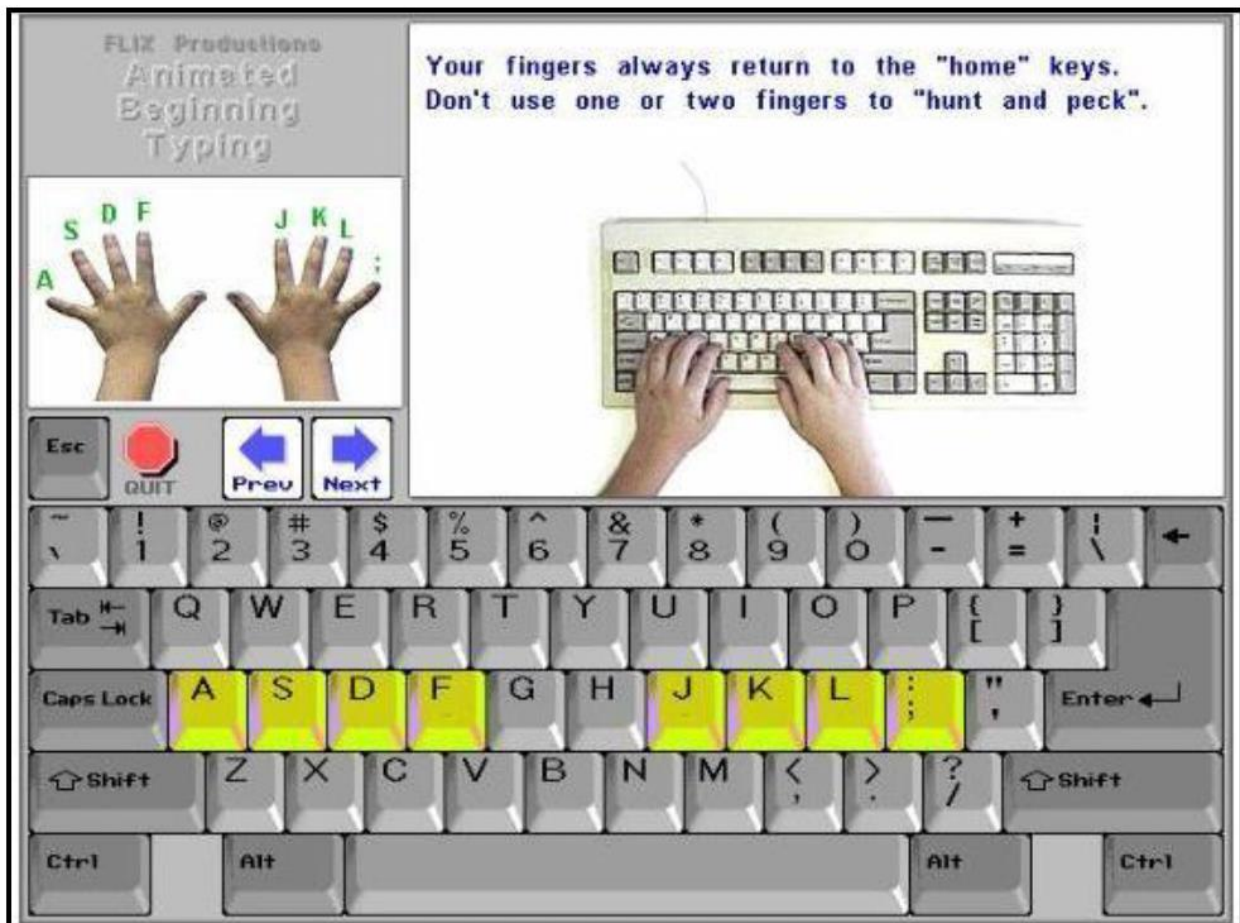 FLIX Productions
Animated
Beginning
Typing
Your fingers always return to the "home" keys.
Don't use one or two fingers to "hunt and peck".
A S D F J K L ;
Esc QUIT Prev Next
~ ! @ # $ % ^ & * ( ) — + ¦
` 1 2 3 4 5 6 7 8 9 0 - = \ ←
Tab Q W E R T Y U I O P { }
[ ]
Caps Lock A S D F G H J K L : " Enter
; '
Shift Z X C V B N M < > ? Shift
, . /
Ctrl Alt Alt Ctrl